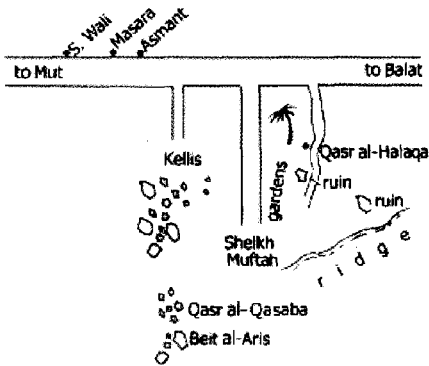 S. Wali
Masara
Asmant
to Mut
to Balat
Kellis
gardens
Qasr al-Halaqa
ruin
ruin
Sheikh
Muftah
ridge
Qasr al-Qasaba
Beit al-Aris